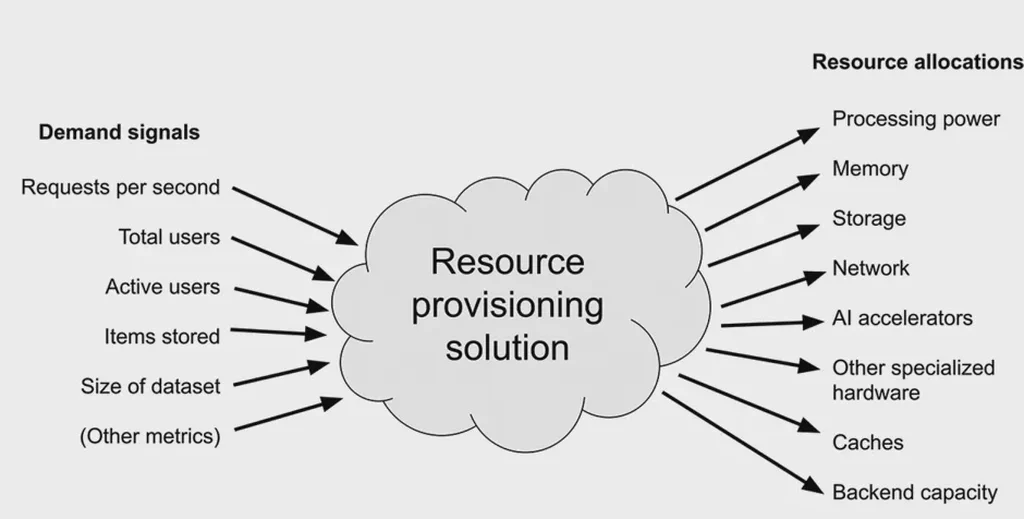 Demand signals
Requests per second
Total users
Active users
Items stored
Size of dataset
(Other metrics)
Resource
provisioning
solution
Resource allocations
Processing power
Memory
Storage
Network
AI accelerators
Other specialized
hardware
Caches
Backend capacity